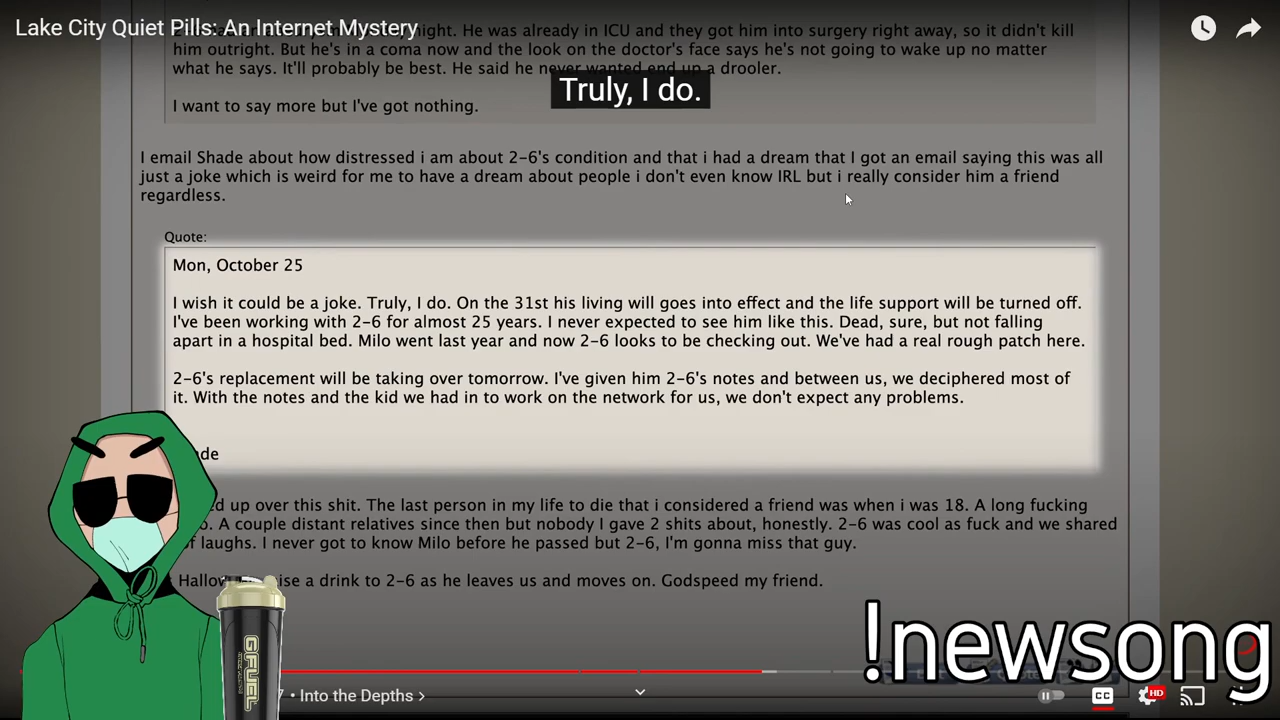 Lake City Quiet Pills: An Internet Mystery
night. He was already in ICU and they got him into surgery right away, so it didn't kill
him outright. But he's in a coma now and the look on the doctor's face says he's not going to wake up no matter
what he says. It'll probably be best. He said he never wanted end up a drooler.
Truly, I do.
I want to say more but I've got nothing.
I email Shade about how distressed i am about 2-6's condition and that i had a dream that I got an email saying this was all
just a joke which is weird for me to have a dream about people i don't even know IRL but i really consider him a friend
regardless.
Quote:
Mon, October 25
I wish it could be a joke. Truly, I do. On the 31st his living will goes into effect and the life support will be turned off.
I've been working with 2-6 for almost 25 years. I never expected to see him like this. Dead, sure, but not falling
apart in a hospital bed. Milo went last year and now 2-6 looks to be checking out. We've had a real rough patch here.
2-6's replacement will be taking over tomorrow. I've given him 2-6's notes and between us, we deciphered most of
it. With the notes and the kid we had in to work on the network for us, we don't expect any problems.
up over this shit. The last person in my life to die that i considered a friend was when i was 18. A long fucking
A couple distant relatives since then but nobody I gave 2 shits about, honestly. 2-6 was cool as fuck and we shared
laughs. I never got to know Milo before he passed but 2-6, I'm gonna miss that guy.
a drink to 2-6 as he leaves us and moves on. Godspeed my friend.
!newsong
GFUEL
• Into the Depths >
CC
HD